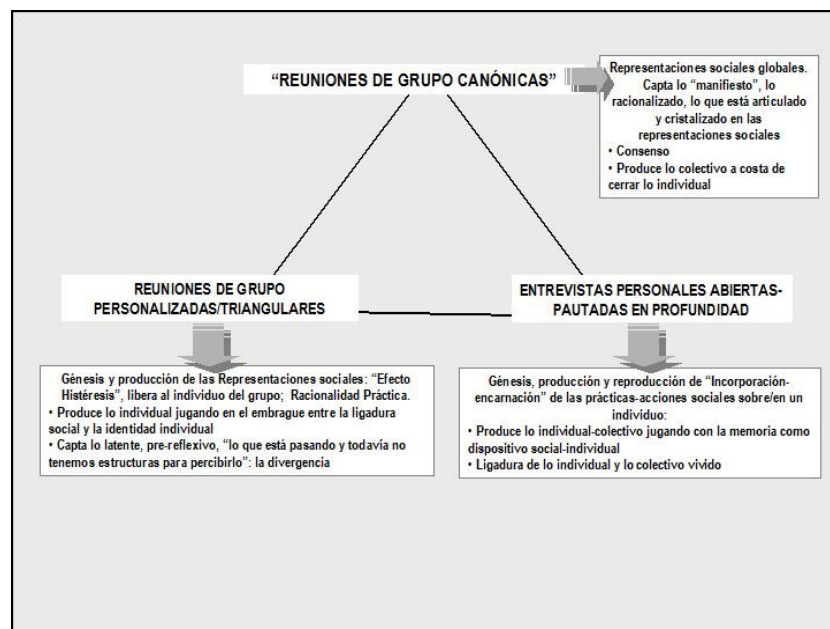 “REUNIONES DE GRUPO CANÓNICAS”
Representaciones sociales globales.
Capta lo “manifiesto”, lo
racionalizado, lo que está articulado
y cristalizado en las
representaciones sociales
• Consenso
• Produce lo colectivo a costa de
cerrar lo individual
REUNIONES DE GRUPO
PERSONALIZADAS/TRIANGULARES
Génesis y producción de las Representaciones sociales: “Efecto
Histéresis”, libera al individuo del grupo; Racionalidad Práctica.
• Produce lo individual jugando en el embrague entre la ligadura
social y la identidad individual
• Capta lo latente, pre-reflexivo, “lo que está pasando y todavía no
tenemos estructuras para percibirlo”: la divergencia
ENTREVISTAS PERSONALES ABIERTAS-
PAUTADAS EN PROFUNDIDAD
Génesis, producción y reproducción de “Incorporación-
encarnación” de las prácticas-acciones sociales sobre/en un
individuo:
• Produce lo individual-colectivo jugando con la memoria como
dispositivo social-individual
• Ligadura de lo individual y lo colectivo vivido